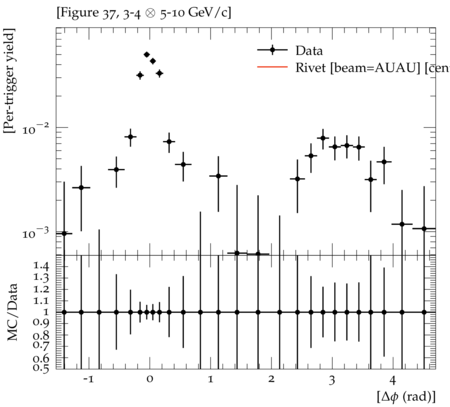 [Figure 37, 3-4 ⊗ 5-10 GeV/c]
[Per-trigger yield]
Data
Rivet [beam=AUAU] [cen
10⁻²
10⁻³
MC/Data
1.4
1.3
1.2
1.1
1
0.9
0.8
0.7
0.6
0.5
-1 0 1 2 3 4
[Δϕ (rad)]